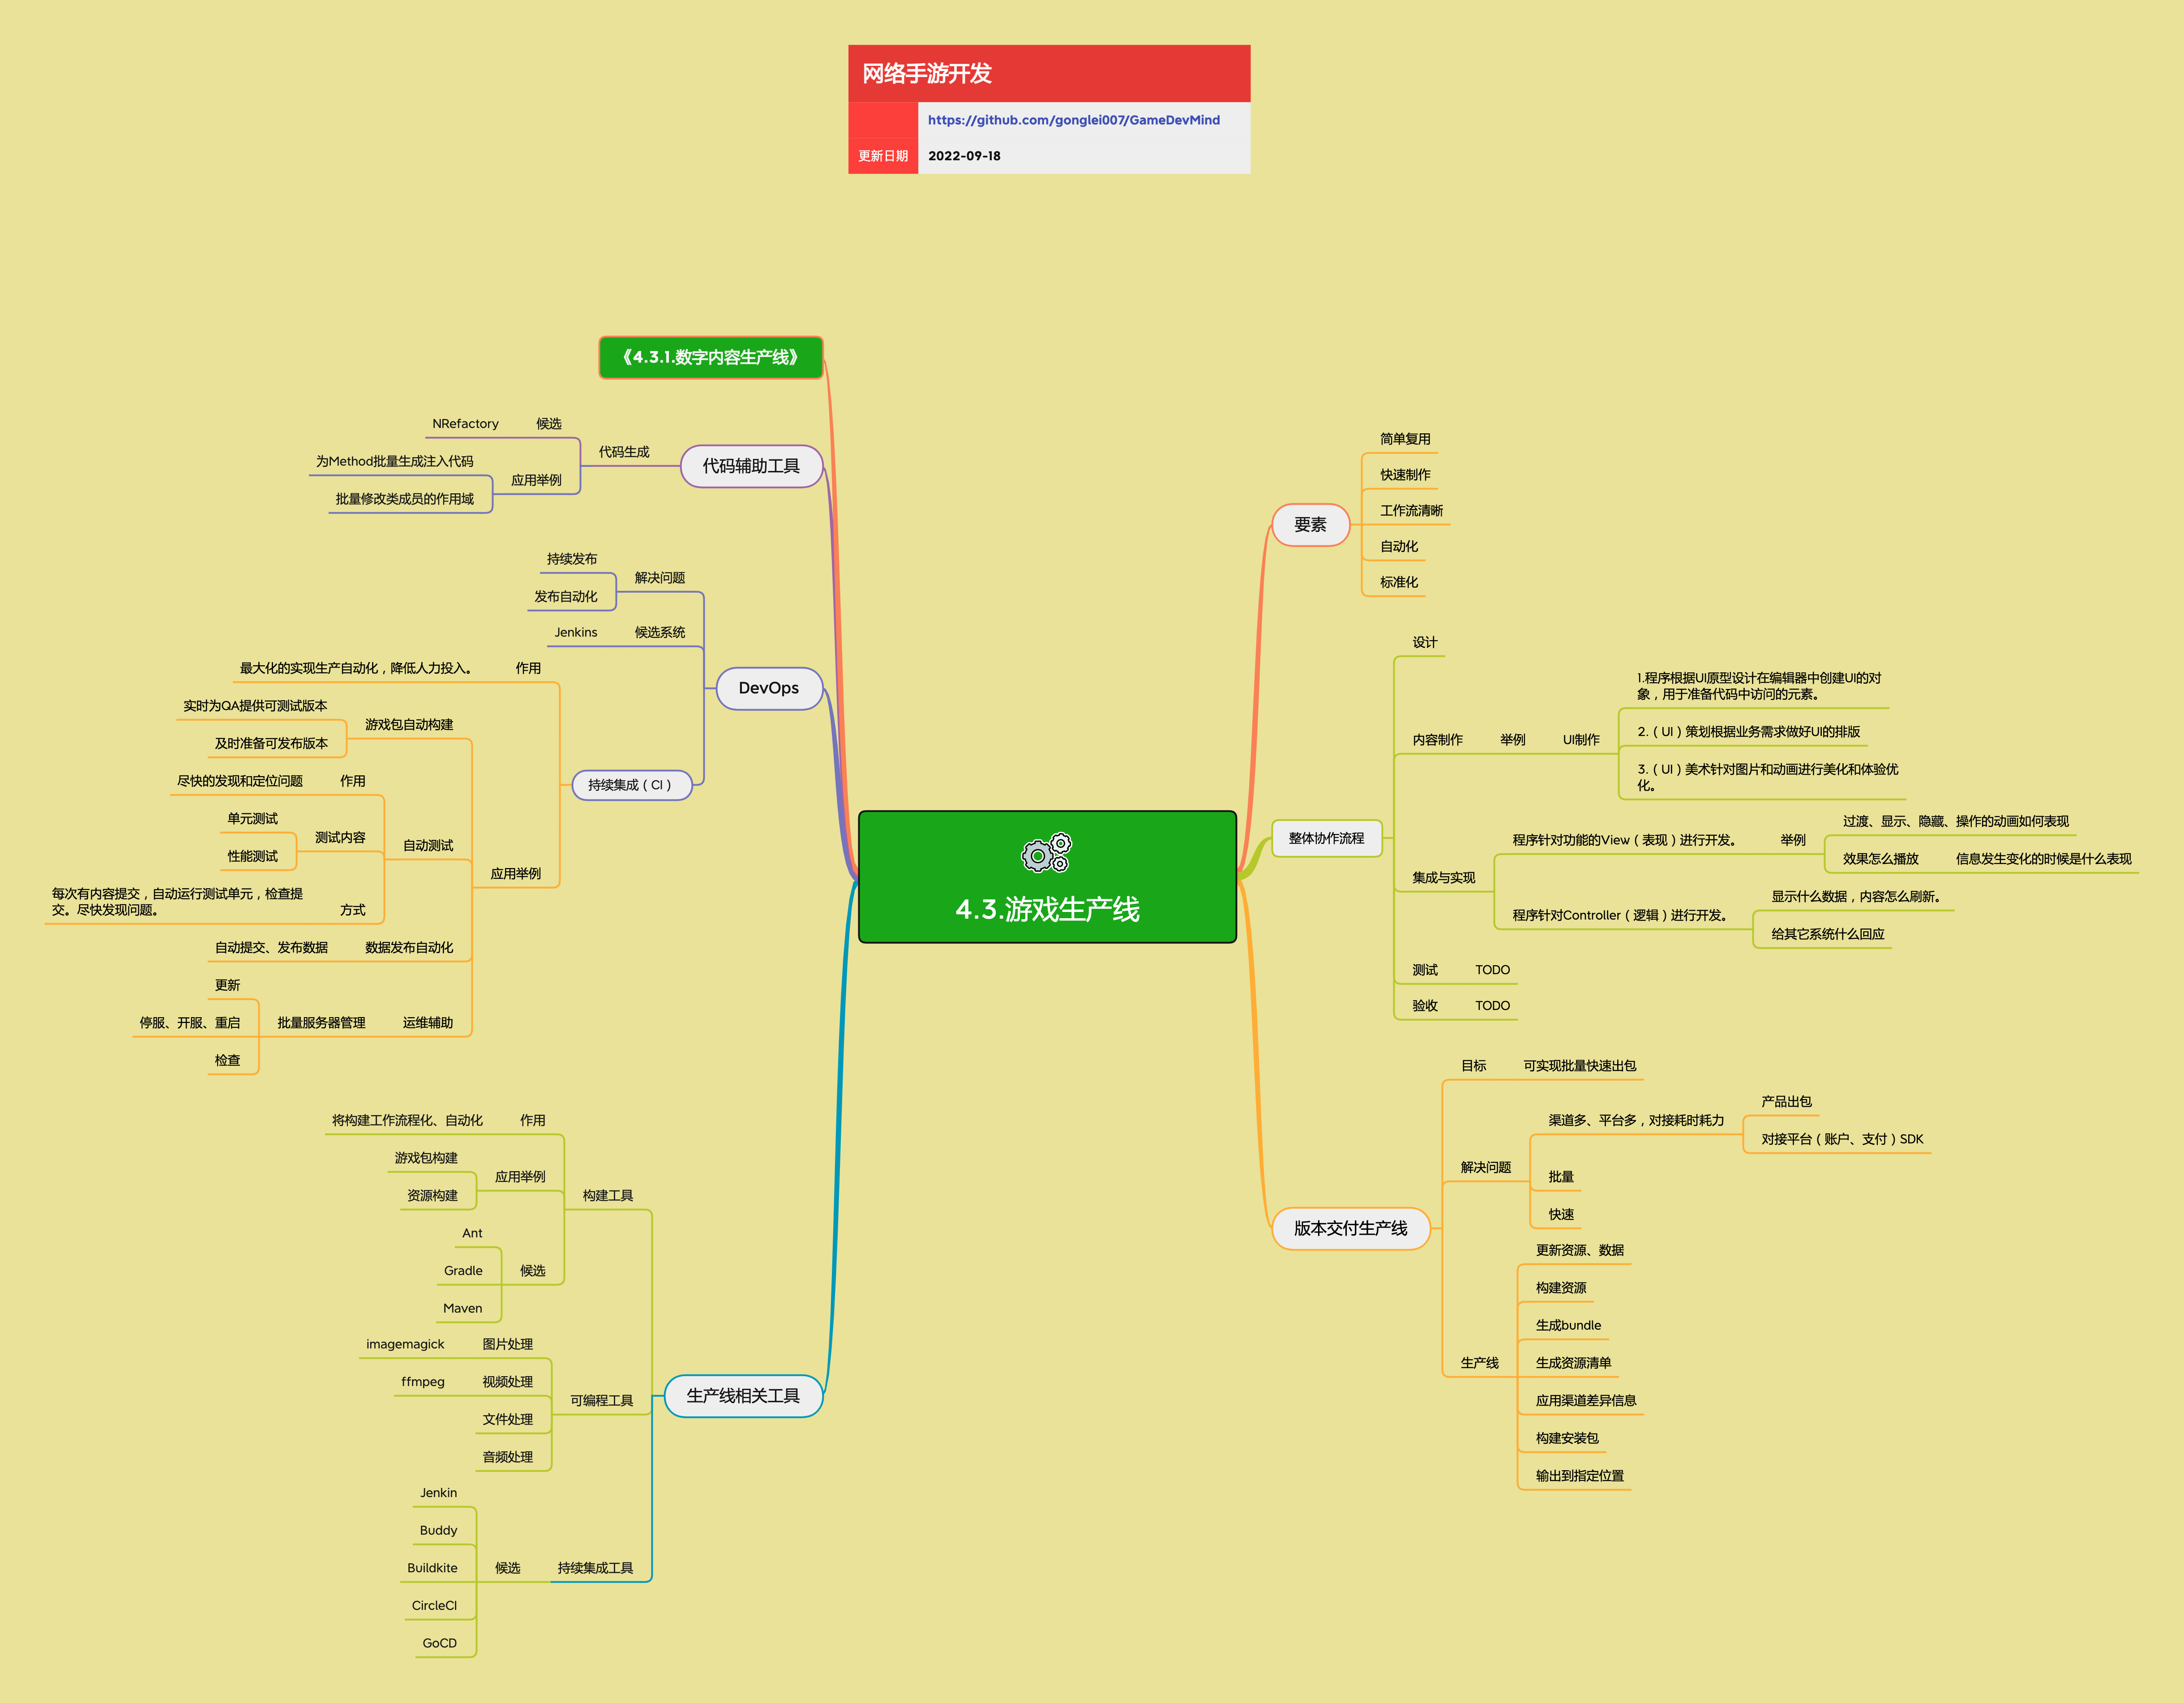 网络手游开发
https://github.com/gonglei007/GameDevMind
更新日期
2022-09-18
4.3.游戏生产线
要素
简单复用
快速制作
工作流清晰
自动化
标准化
整体协作流程
设计
内容制作
举例
UI制作
1.程序根据UI原型设计在编辑器中创建UI的对
象，用于准备代码中访问的元素。
2.（UI）策划根据业务需求做好UI的排版
3.（UI）美术针对图片和动画进行美化和体验优
化。
集成与实现
程序针对功能的View（表现）进行开发。
举例
过渡、显示、隐藏、操作的动画如何表现
效果怎么播放
信息发生变化的时候是什么表现
程序针对Controller（逻辑）进行开发。
显示什么数据，内容怎么刷新。
给其它系统什么回应
测试
TODO
验收
TODO
版本交付生产线
目标
可实现批量快速出包
解决问题
渠道多、平台多，对接耗时耗力
产品出包
对接平台（账户、支付）SDK
批量
快速
生产线
更新资源、数据
构建资源
生成bundle
生成资源清单
应用渠道差异信息
构建安装包
输出到指定位置
《4.3.1.数字内容生产线》
代码辅助工具
代码生成
候选
NRefactory
应用举例
为Method批量生成注入代码
批量修改类成员的作用域
DevOps
解决问题
持续发布
发布自动化
候选系统
Jenkins
持续集成（CI）
作用
最大化的实现生产自动化，降低人力投入。
应用举例
游戏包自动构建
实时为QA提供可测试版本
及时准备可发布版本
自动测试
作用
尽快的发现和定位问题
测试内容
单元测试
性能测试
方式
每次有内容提交，自动运行测试单元，检查提
交。尽快发现问题。
数据发布自动化
自动提交、发布数据
运维辅助
批量服务器管理
更新
停服、开服、重启
检查
生产线相关工具
构建工具
作用
将构建工作流程化、自动化
应用举例
游戏包构建
资源构建
候选
Ant
Gradle
Maven
可编程工具
图片处理
imagemagick
视频处理
ffmpeg
文件处理
音频处理
持续集成工具
候选
Jenkin
Buddy
Buildkite
CircleCI
GoCD